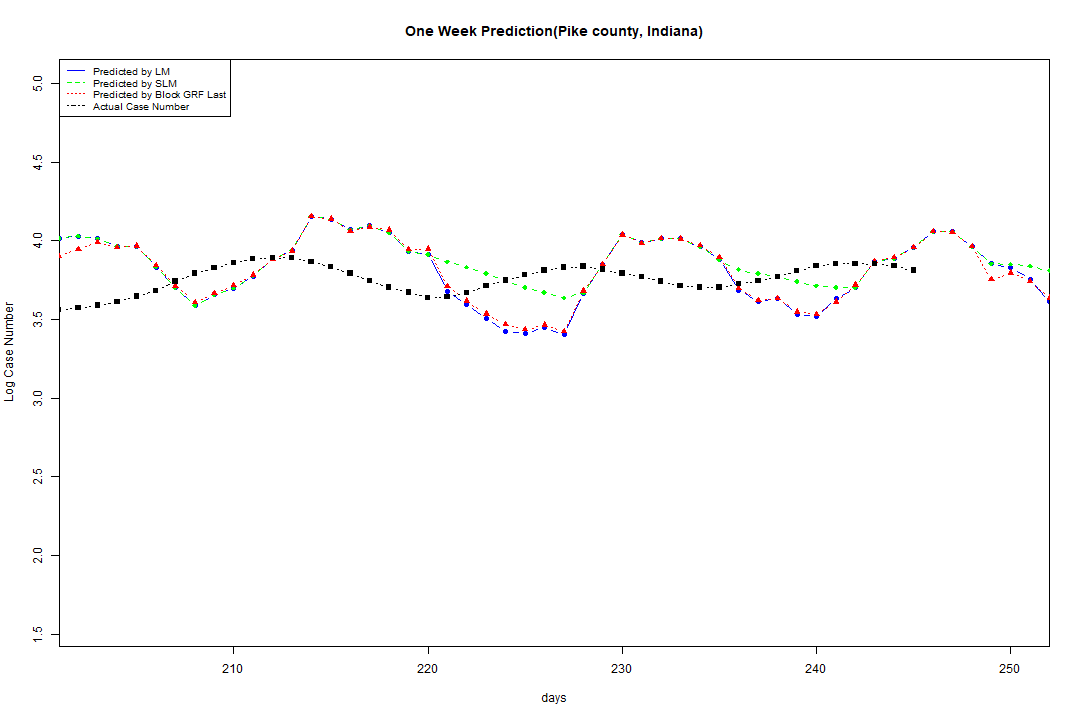 One Week Prediction(Pike county, Indiana)
Predicted by LM
Predicted by SLM
Predicted by Block GRF Last
Actual Case Number
5.0
4.5
4.0
3.5
3.0
2.5
2.0
1.5
Log Case Number
210 220 230 240 250
days